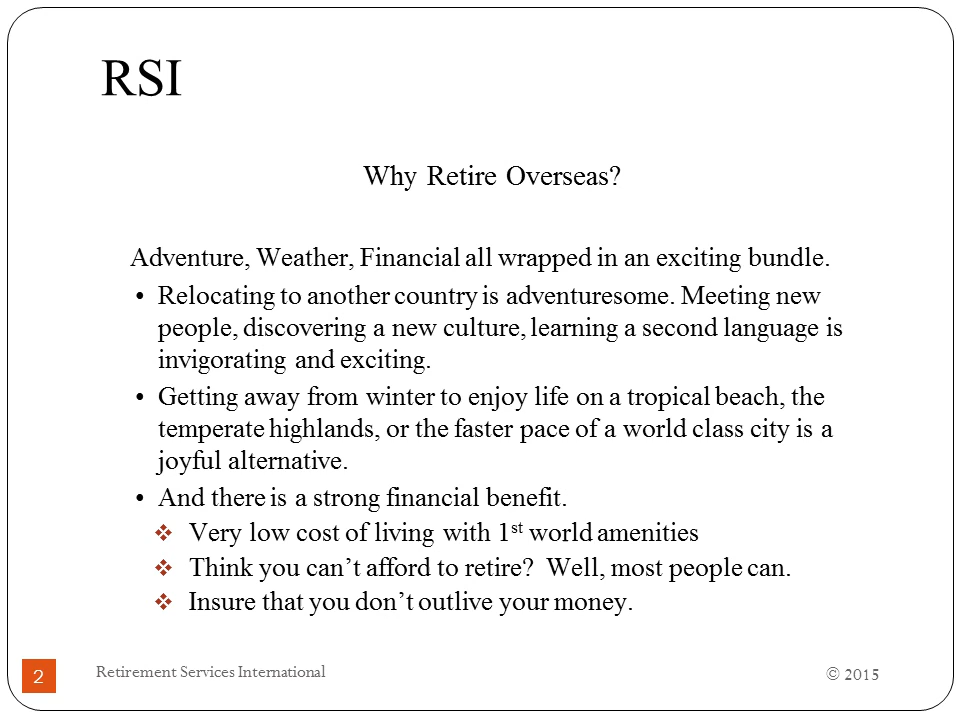 RSI
Why Retire Overseas?
Adventure, Weather, Financial all wrapped in an exciting bundle.
• Relocating to another country is adventuresome. Meeting new
people, discovering a new culture, learning a second language is
invigorating and exciting.
• Getting away from winter to enjoy life on a tropical beach, the
temperate highlands, or the faster pace of a world class city is a
joyful alternative.
• And there is a strong financial benefit.
❖ Very low cost of living with 1st world amenities
❖ Think you can’t afford to retire? Well, most people can.
❖ Insure that you don’t outlive your money.
2 Retirement Services International © 2015